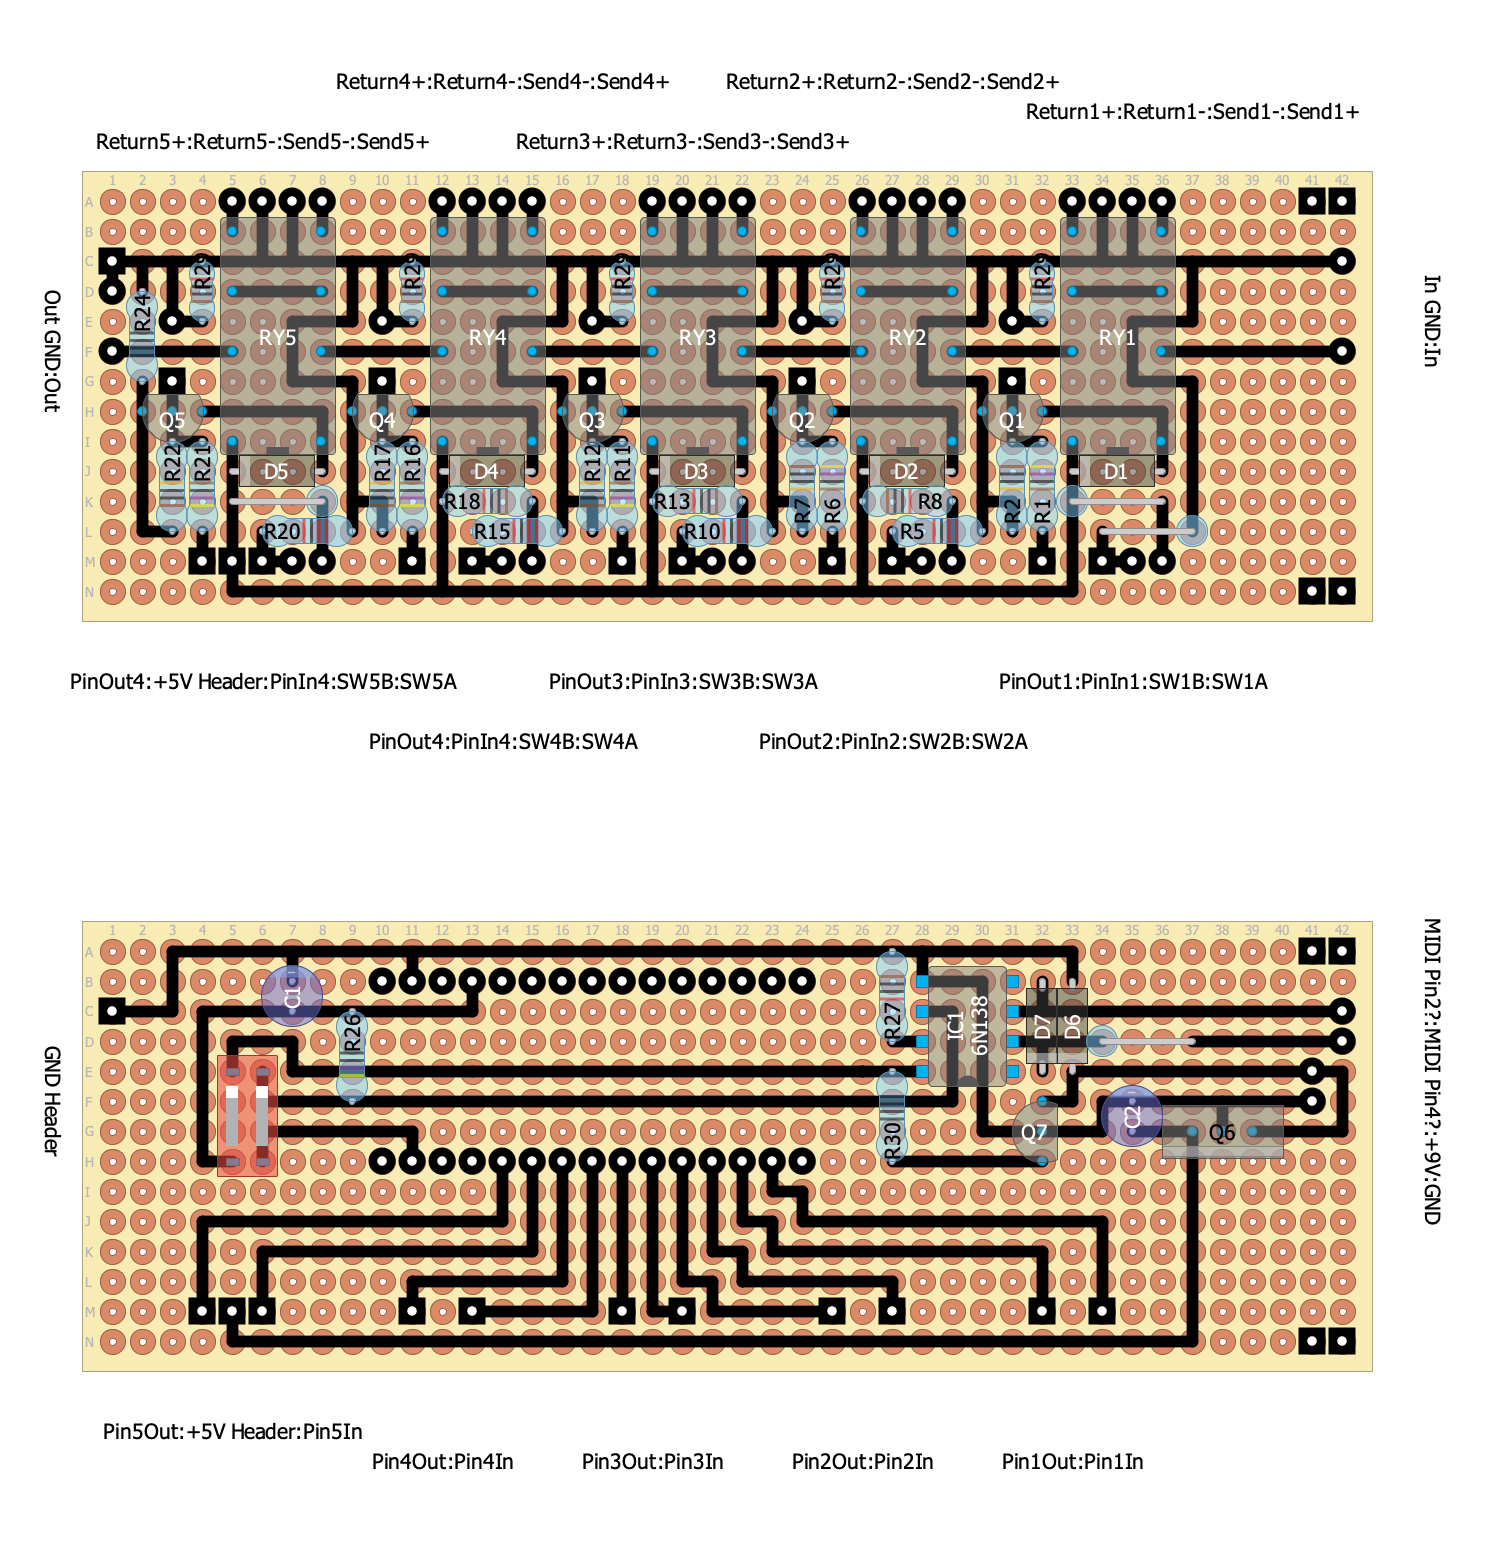 Return4+:Return4-:Send4-:Send4+
Return2+:Return2-:Send2-:Send2+
Return1+:Return1-:Send1-:Send1+
Return5+:Return5-:Send5-:Send5+
Return3+:Return3-:Send3-:Send3+
1 2 3 4 5 6 7 8 9 10 11 12 13 14 15 16 17 18 19 20 21 22 23 24 25 26 27 28 29 30 31 32 33 34 35 36 37 38 39 40 41 42
A
B
C
D
E
F
G
H
I
J
K
L
M
N
Out GND:Out
In GND:In
R29 R29 R29 R29 R29
R24
RY5 RY4 RY3 RY2 RY1
Q5 Q4 Q3 Q2 Q1
R22 R21 D5 R17 R16 D4 R12 R11 D3 D2 D1
R18 R13 R7 R6 R8 R2 R1
R20 R15 R10 R5
PinOut4:+5V Header:PinIn4:SW5B:SW5A
PinOut3:PinIn3:SW3B:SW3A
PinOut1:PinIn1:SW1B:SW1A
PinOut4:PinIn4:SW4B:SW4A
PinOut2:PinIn2:SW2B:SW2A
1 2 3 4 5 6 7 8 9 10 11 12 13 14 15 16 17 18 19 20 21 22 23 24 25 26 27 28 29 30 31 32 33 34 35 36 37 38 39 40 41 42
A
B
C
D
E
F
G
H
I
J
K
L
M
N
GND Header
MIDI Pin2?:MIDI Pin4?:+9V:GND
C1
R26
R27
IC1
6N138
D7 D6
R30
Q7
C2
Q6
Pin5Out:+5V Header:Pin5In
Pin4Out:Pin4In
Pin3Out:Pin3In
Pin2Out:Pin2In
Pin1Out:Pin1In